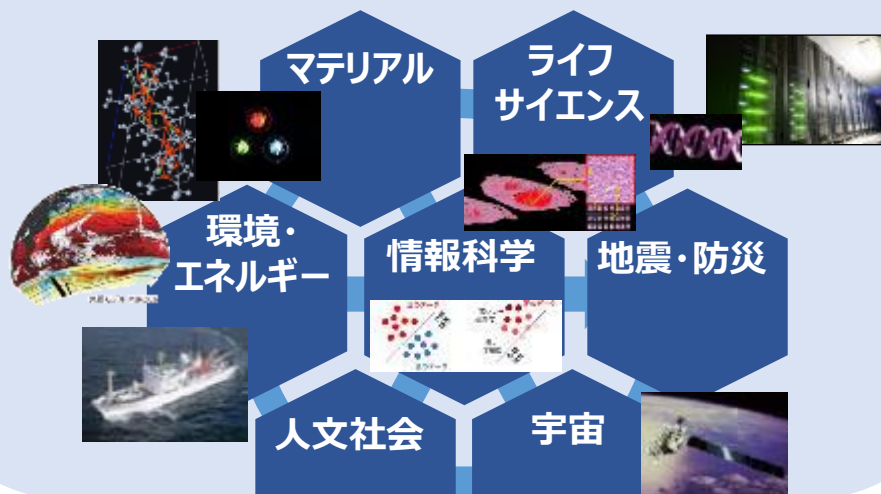 マテリアル
ライフ
サイエンス
環境・
エネルギー
情報科学
地震・防災
人文社会
宇宙